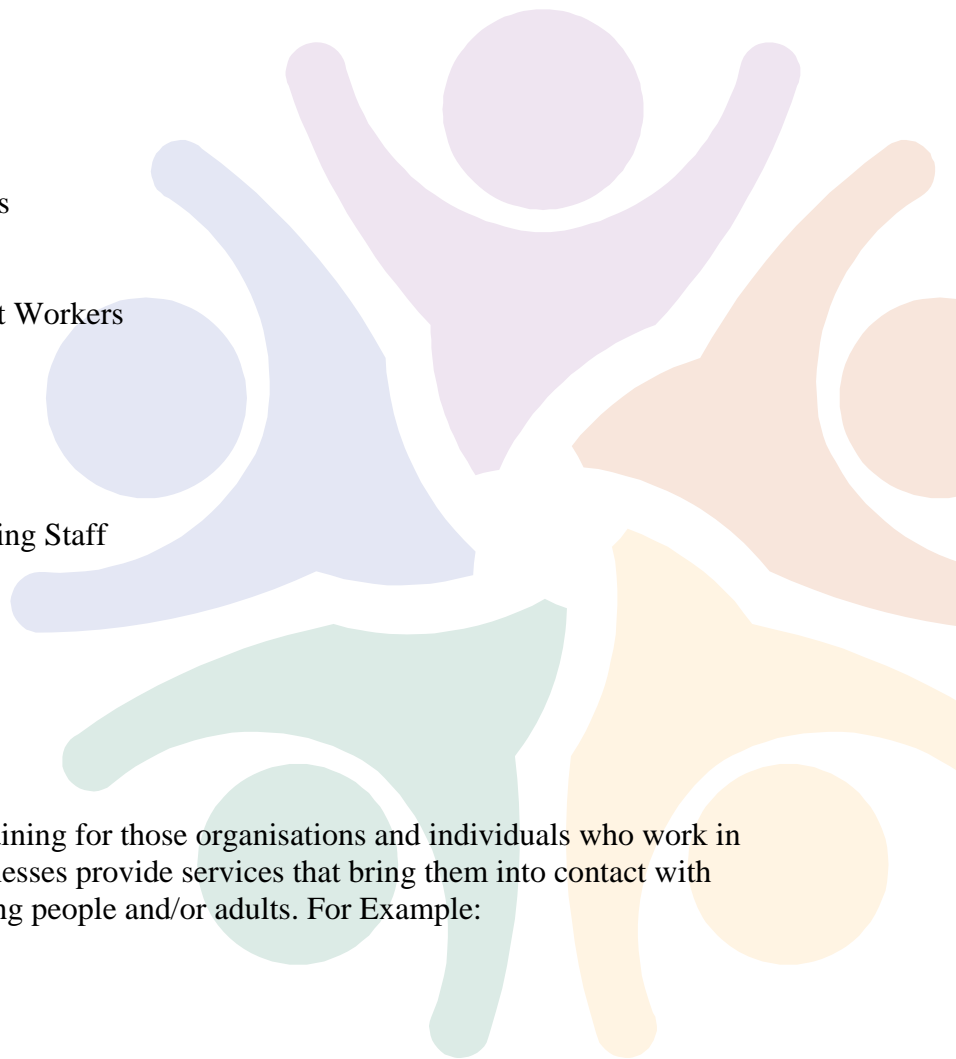 s
t Workers
ing Staff
ining for those organisations and individuals who work in
nesses provide services that bring them into contact with
ng people and/or adults. For Example: